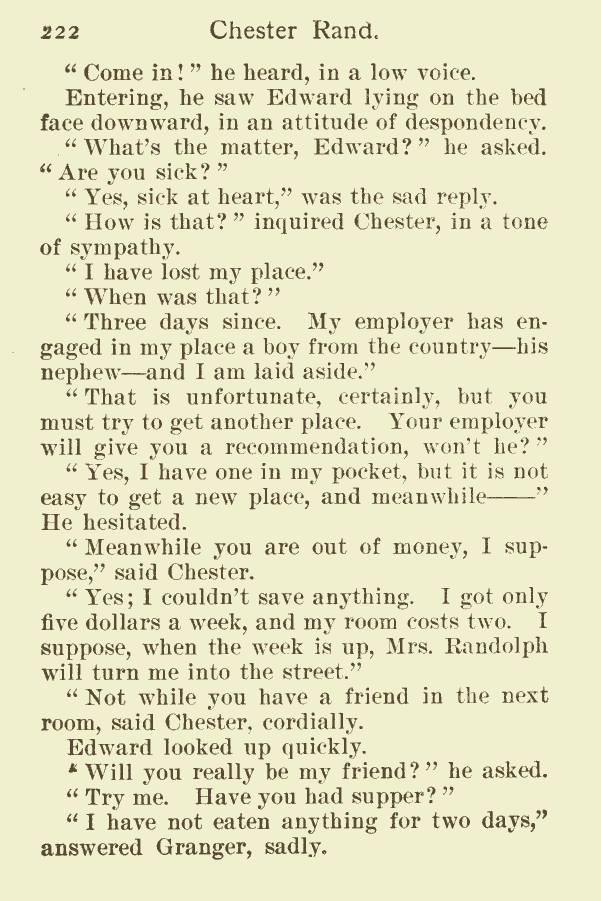 222 Chester Rand.
“ Come in! ” he heard, in a low voice.
Entering, he saw Edward lying on the bed
face downward, in an attitude of despondency.
“ What’s the matter, Edward? ” he asked.
“ Are you sick? ”
“ Yes, sick at heart,” was the sad reply.
“ How is that? ” inquired Chester, in a tone
of sympathy.
“ I have lost my place.”
“ When was that? ”
“ Three days since. My employer has en-
gaged in my place a boy from the country—his
nephew—and I am laid aside.”
“ That is unfortunate, certainly, but you
must try to get another place. Your employer
will give you a recommendation, won’t he? ”
“ Yes, I have one in my pocket, but it is not
easy to get a new place, and meanwhile——”
He hesitated.
“ Meanwhile you are out of money, I sup-
pose,” said Chester.
“ Yes; I couldn’t save anything. I got only
five dollars a week, and my room costs two. I
suppose, when the week is up, Mrs. Randolph
will turn me into the street.”
“ Not while you have a friend in the next
room, said Chester, cordially.
Edward looked up quickly.
“ Will you really be my friend? ” he asked.
“ Try me. Have you had supper? ”
“ I have not eaten anything for two days,”
answered Granger, sadly.